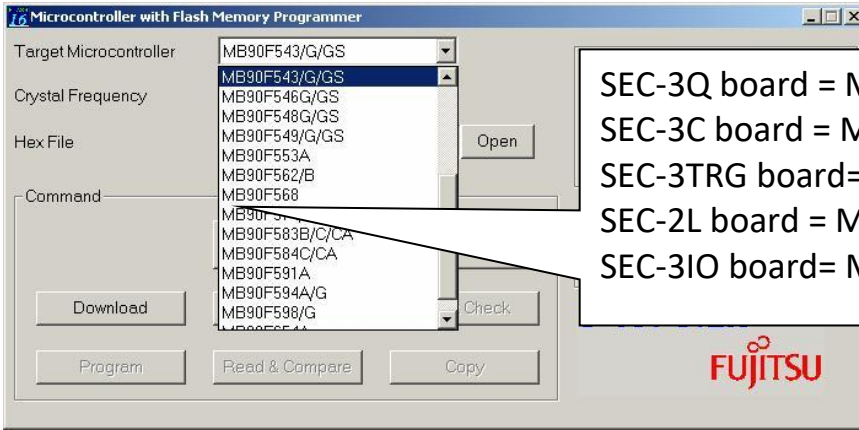 Microcontroller with Flash Memory Programmer
Target Microcontroller
MB90F543/G/GS
MB90F543/G/GS
MB90F546G/GS
MB90F548G/GS
MB90F549/G/GS
MB90F553A
MB90F562/B
MB90F568
MB90F583B/C/CA
MB90F584C/CA
MB90F591A
MB90F594A/G
MB90F598/G
Crystal Frequency
Hex File
Open
Command
Download
Check
Program
Read & Compare
Copy
SEC-3Q board = M
SEC-3C board = M
SEC-3TRG board=
SEC-2L board = M
SEC-3IO board= M
FUJITSU